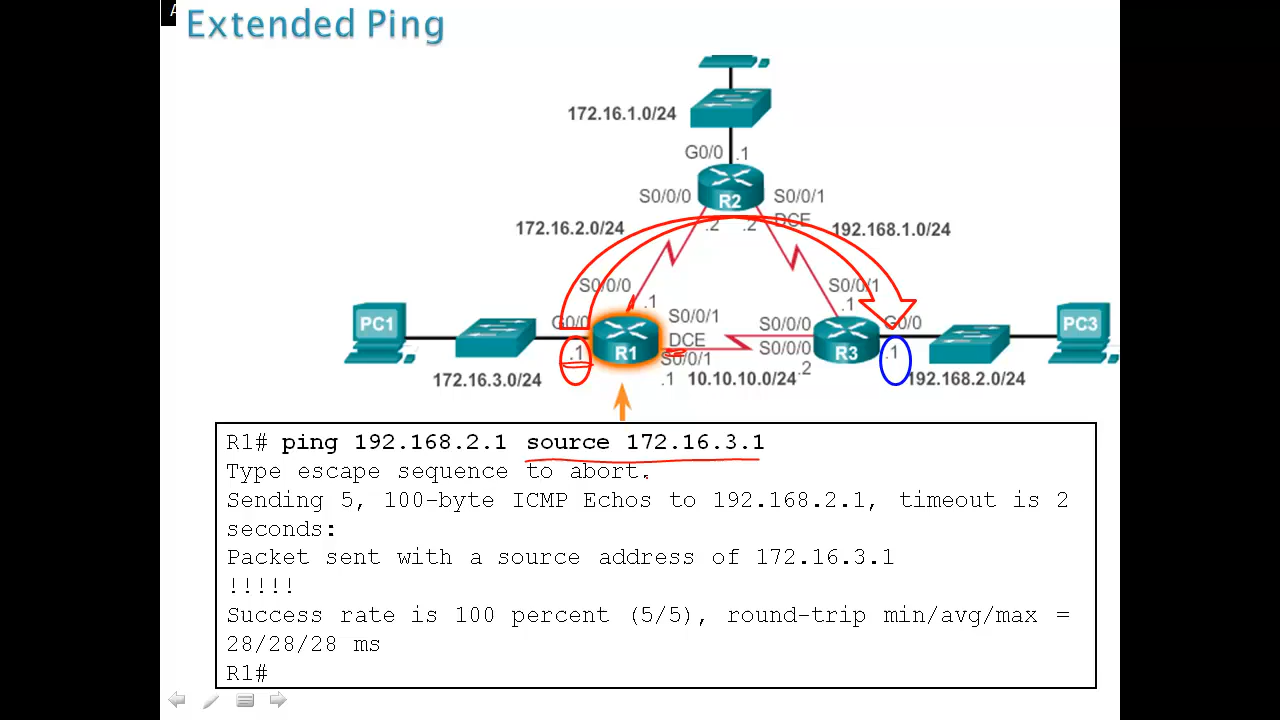 A
Extended Ping
172.16.1.0/24
G0/0 .1
S0/0/0 R2 S0/0/1
DCE
172.16.2.0/24 .2 .2 192.168.1.0/24
S0/0/0 .1 S0/0/1 .1
PC1 G0/0 .1 R1 S0/0/1 DCE S0/0/0 R3 G0/0 .1 PC3
S0/0/1 .1 S0/0/0 .2
172.16.3.0/24 10.10.10.0/24 192.168.2.0/24
R1# ping 192.168.2.1 source 172.16.3.1
Type escape sequence to abort.
Sending 5, 100-byte ICMP Echos to 192.168.2.1, timeout is 2
seconds:
Packet sent with a source address of 172.16.3.1
!!!!!
Success rate is 100 percent (5/5), round-trip min/avg/max =
28/28/28 ms
R1#